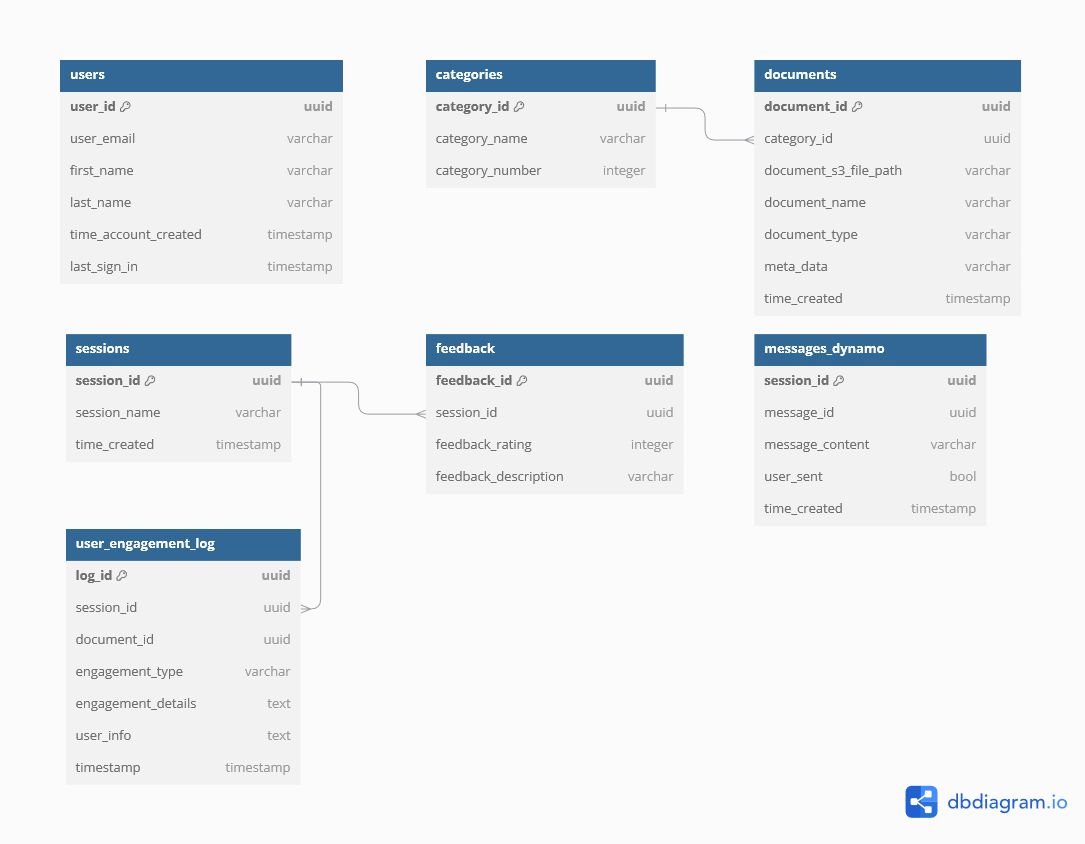 users
user_id uuid
user_email varchar
first_name varchar
last_name varchar
time_account_created timestamp
last_sign_in timestamp
categories
category_id uuid
category_name varchar
category_number integer
documents
document_id uuid
category_id uuid
document_s3_file_path varchar
document_name varchar
document_type varchar
meta_data varchar
time_created timestamp
sessions
session_id uuid
session_name varchar
time_created timestamp
feedback
feedback_id uuid
session_id uuid
feedback_rating integer
feedback_description varchar
messages_dynamo
session_id uuid
message_id uuid
message_content varchar
user_sent bool
time_created timestamp
user_engagement_log
log_id uuid
session_id uuid
document_id uuid
engagement_type varchar
engagement_details text
user_info text
timestamp timestamp
dbdiagram.io